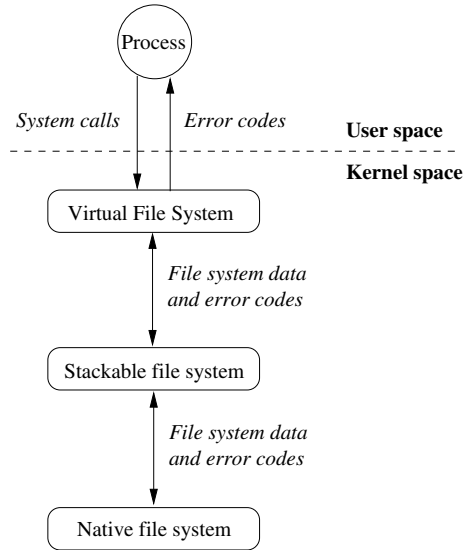 Process
System calls
Error codes
User space
Kernel space
Virtual File System
File system data
and error codes
Stackable file system
File system data
and error codes
Native file system